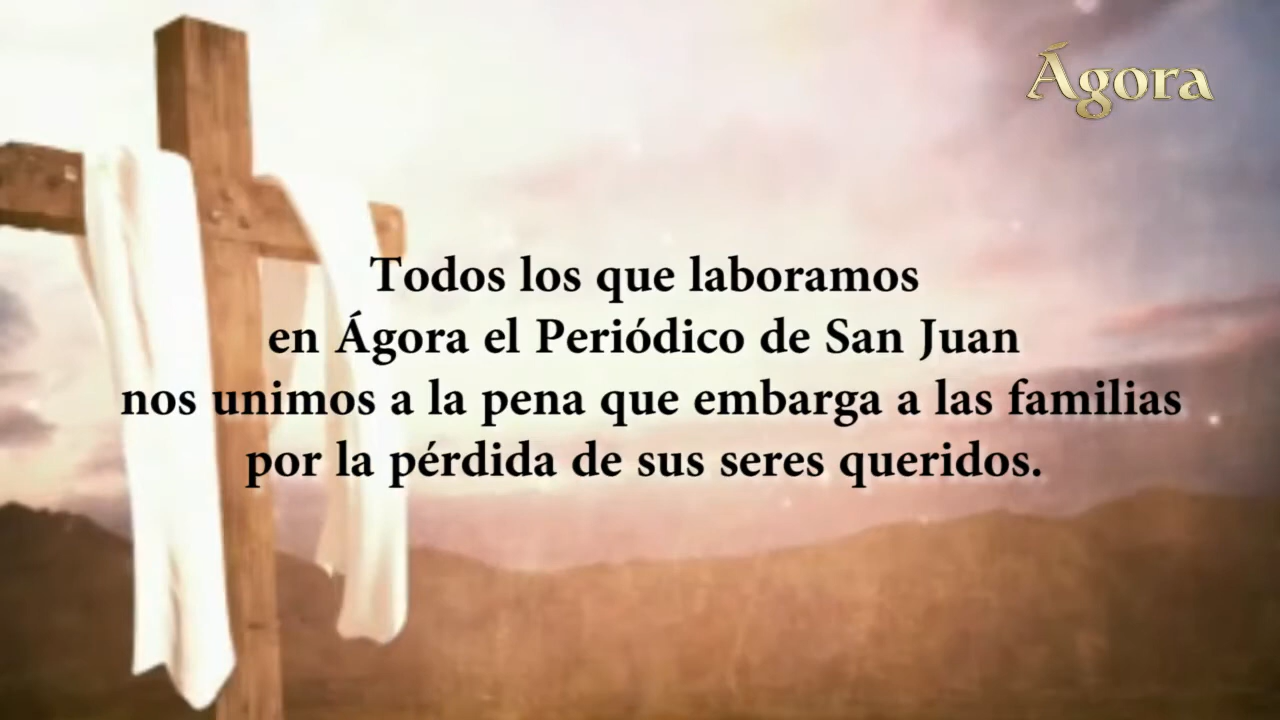 Ágora
Todos los que laboramos
en Ágora el Periódico de San Juan
nos unimos a la pena que embarga a las familias
por la pérdida de sus seres queridos.